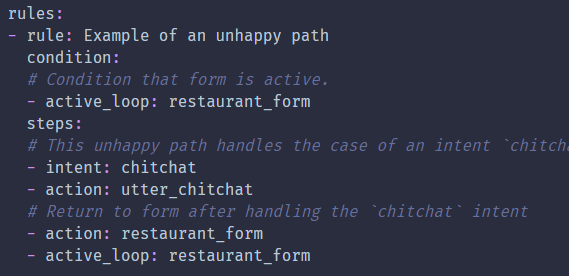 rules:
- rule: Example of an unhappy path
  condition:
  # Condition that form is active.
  - active_loop: restaurant_form
  steps:
  # This unhappy path handles the case of an intent `chitcha
  - intent: chitchat
  - action: utter_chitchat
  # Return to form after handling the `chitchat` intent
  - action: restaurant_form
  - active_loop: restaurant_form